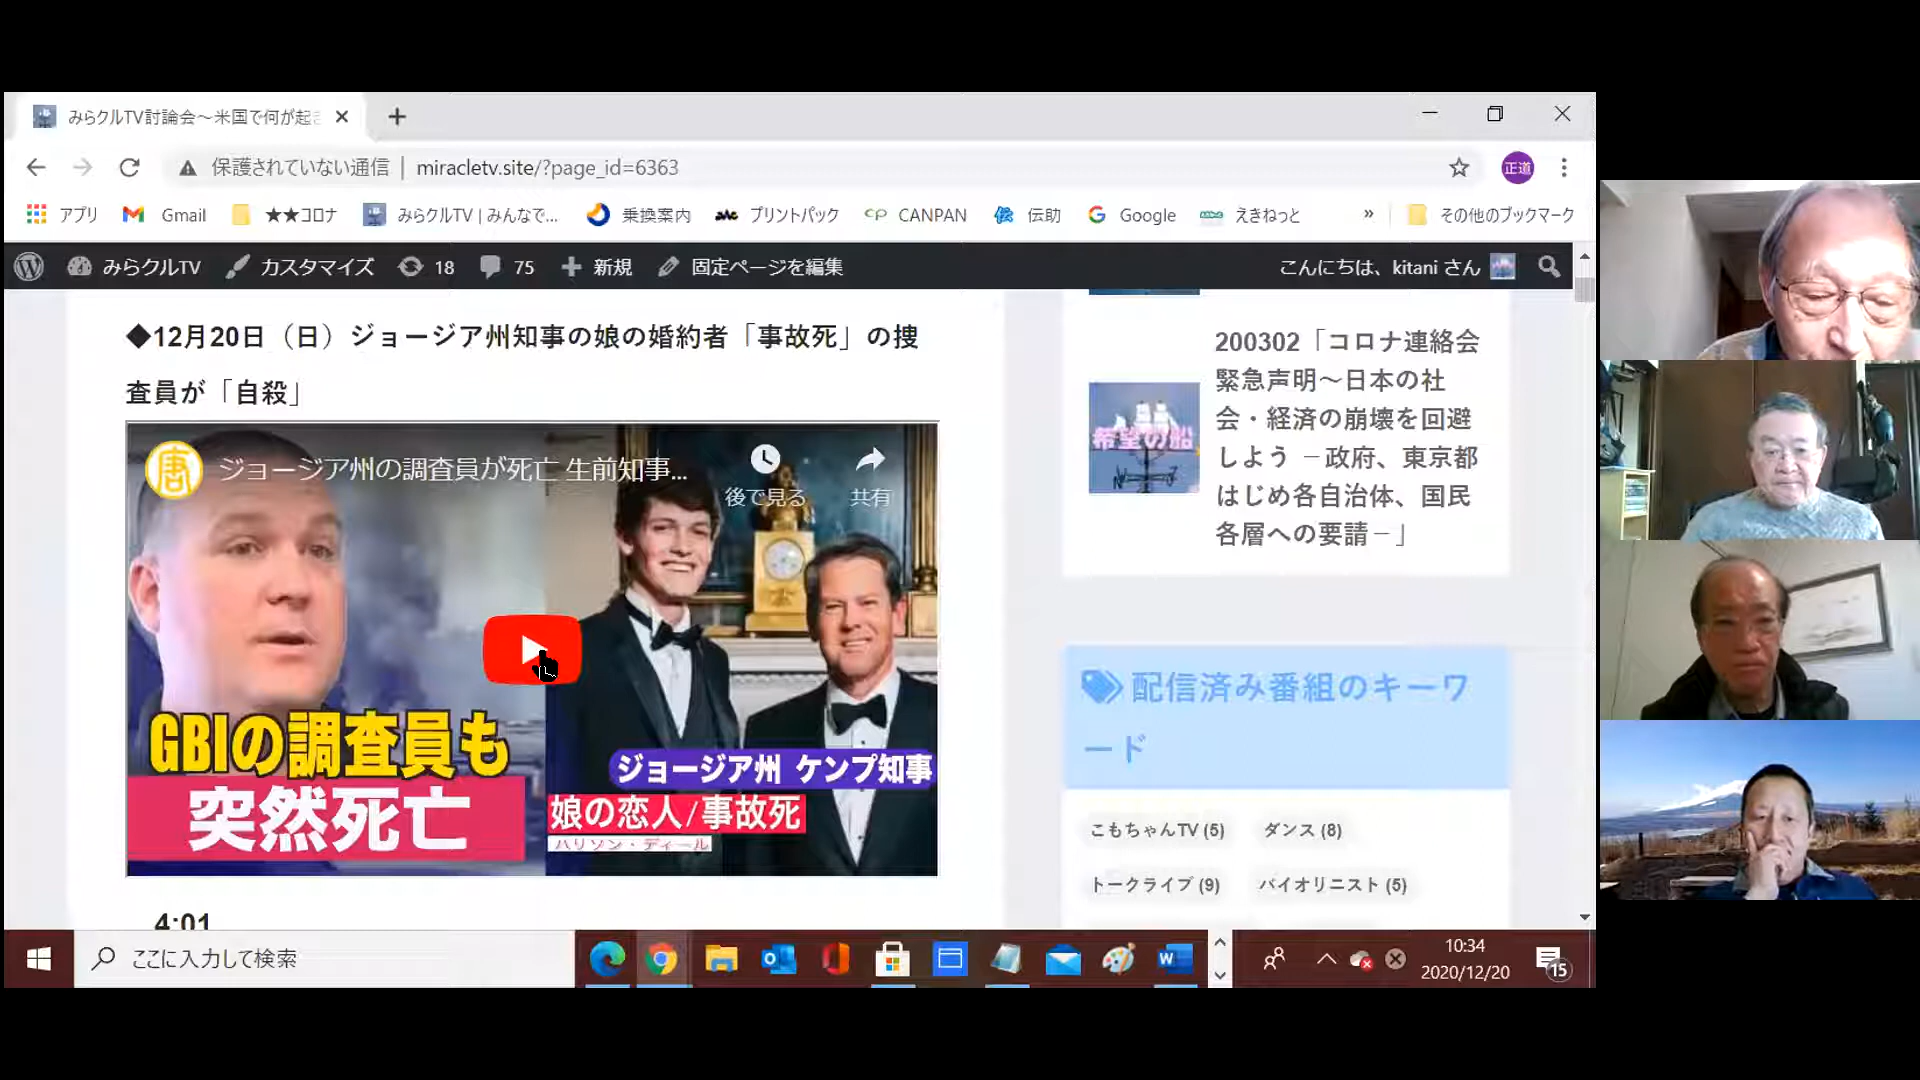 みらクルTV討論会～米国で何が起き
保護されていない通信 | miracletv.site/?page_id=6363
正道
アプリ Gmail ★★コロナ みらクルTV | みんなで... 乗換案内 プリントパック CANPAN 伝助 Google えきねっと » その他のブックマーク
みらクルTV カスタマイズ 18 75 新規 固定ページを編集 こんにちは、kitani さん
◆12月20日（日）ジョージア州知事の娘の婚約者「事故死」の捜
査員が「自殺」
唐
ジョージア州の調査員が死亡 生前知事...
後で見る
共有
GBIの調査員も
突然死亡
ジョージア州 ケンプ知事
娘の恋人/事故死
ハリソン・ディール
4:01
希望の船
200302「コロナ連絡会
緊急声明～日本の社
会・経済の崩壊を回避
しよう －政府、東京都
はじめ各自治体、国民
各層への要請－」
配信済み番組のキーワ
ード
こもちゃんTV (5) ダンス (8)
トークライブ (9) バイオリニスト (5)
ここに入力して検索
10:34
2020/12/20
15